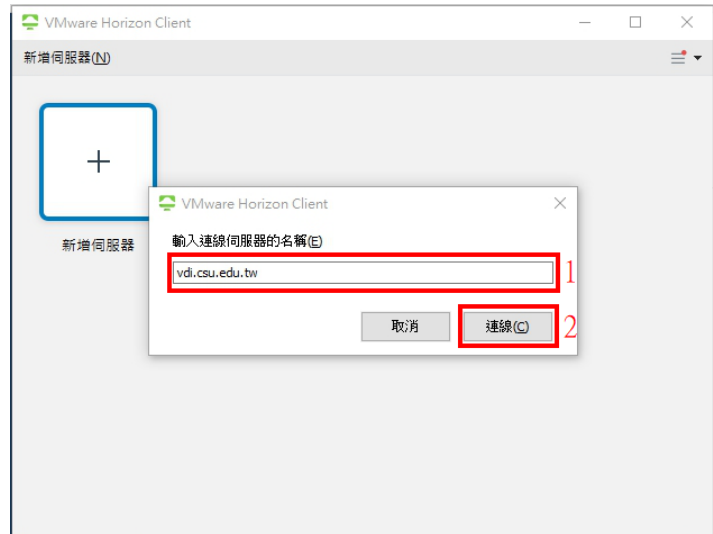 VMware Horizon Client
新增伺服器(N)
新增伺服器
VMware Horizon Client
輸入連線伺服器的名稱(E)
vdi.csu.edu.tw
1
取消
連線(C)
2